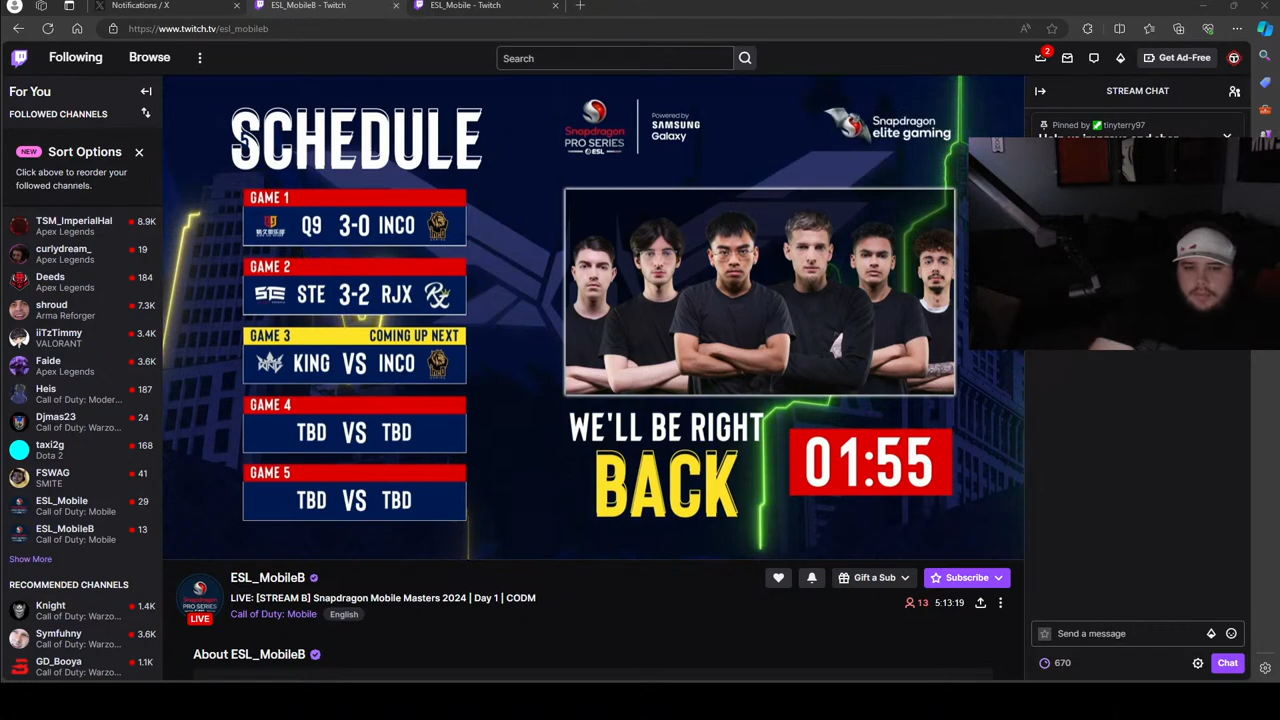 Notifications / X
ESL_MobileB - Twitch
ESL_Mobile - Twitch
https://www.twitch.tv/esl_mobileb
Following
Browse
Search
2
Get Ad-Free
For You
FOLLOWED CHANNELS
NEW
Sort Options
Click above to reorder your
followed channels.
TSM_ImperialHal
8.9K
Apex Legends
curlydream_
19
Apex Legends
Deeds
184
Apex Legends
shroud
7.3K
Arma Reforger
iiTzTimmy
3.4K
VALORANT
Faide
3.6K
Apex Legends
Heis
187
Call of Duty: Moder...
Djmas23
24
Call of Duty: Warzo...
taxi2g
168
Dota 2
FSWAG
41
SMITE
ESL_Mobile
29
Call of Duty: Mobile
ESL_MobileB
13
Call of Duty: Mobile
Show More
RECOMMENDED CHANNELS
Knight
1.4K
Call of Duty: Warzo...
Symfuhny
3.6K
Call of Duty: Warzo...
GD_Booya
1.1K
Call of Duty: Warzo...
SCHEDULE
GAME 1
Q9 3-0 INCO
GAME 2
STE 3-2 RJX
GAME 3 COMING UP NEXT
KING VS INCO
GAME 4
TBD VS TBD
GAME 5
TBD VS TBD
Snapdragon
PRO SERIES
ESL
Powered by
SAMSUNG
Galaxy
Snapdragon
elite gaming
WE'LL BE RIGHT
BACK
01:55
LIVE
ESL_MobileB
LIVE: [STREAM B] Snapdragon Mobile Masters 2024 | Day 1 | CODM
Call of Duty: Mobile
English
Gift a Sub
Subscribe
13
5:13:19
About ESL_MobileB
STREAM CHAT
Pinned by tinyterry97
Send a message
670
Chat